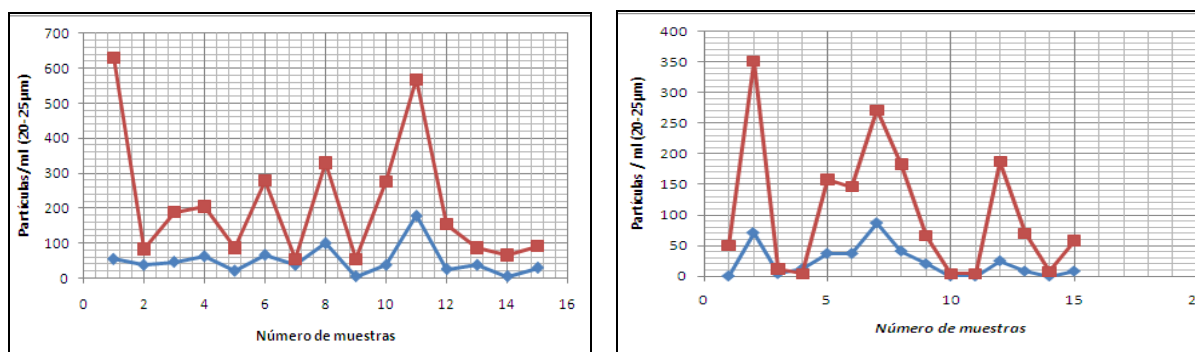 700
600
500
400
300
200
100
0
Partículas/ml (20-25µm)
0 2 4 6 8 10 12 14 16
Número de muestras
400
350
300
250
200
150
100
50
0
Partículas / ml (20-25µm)
0 5 10 15
Número de muestras